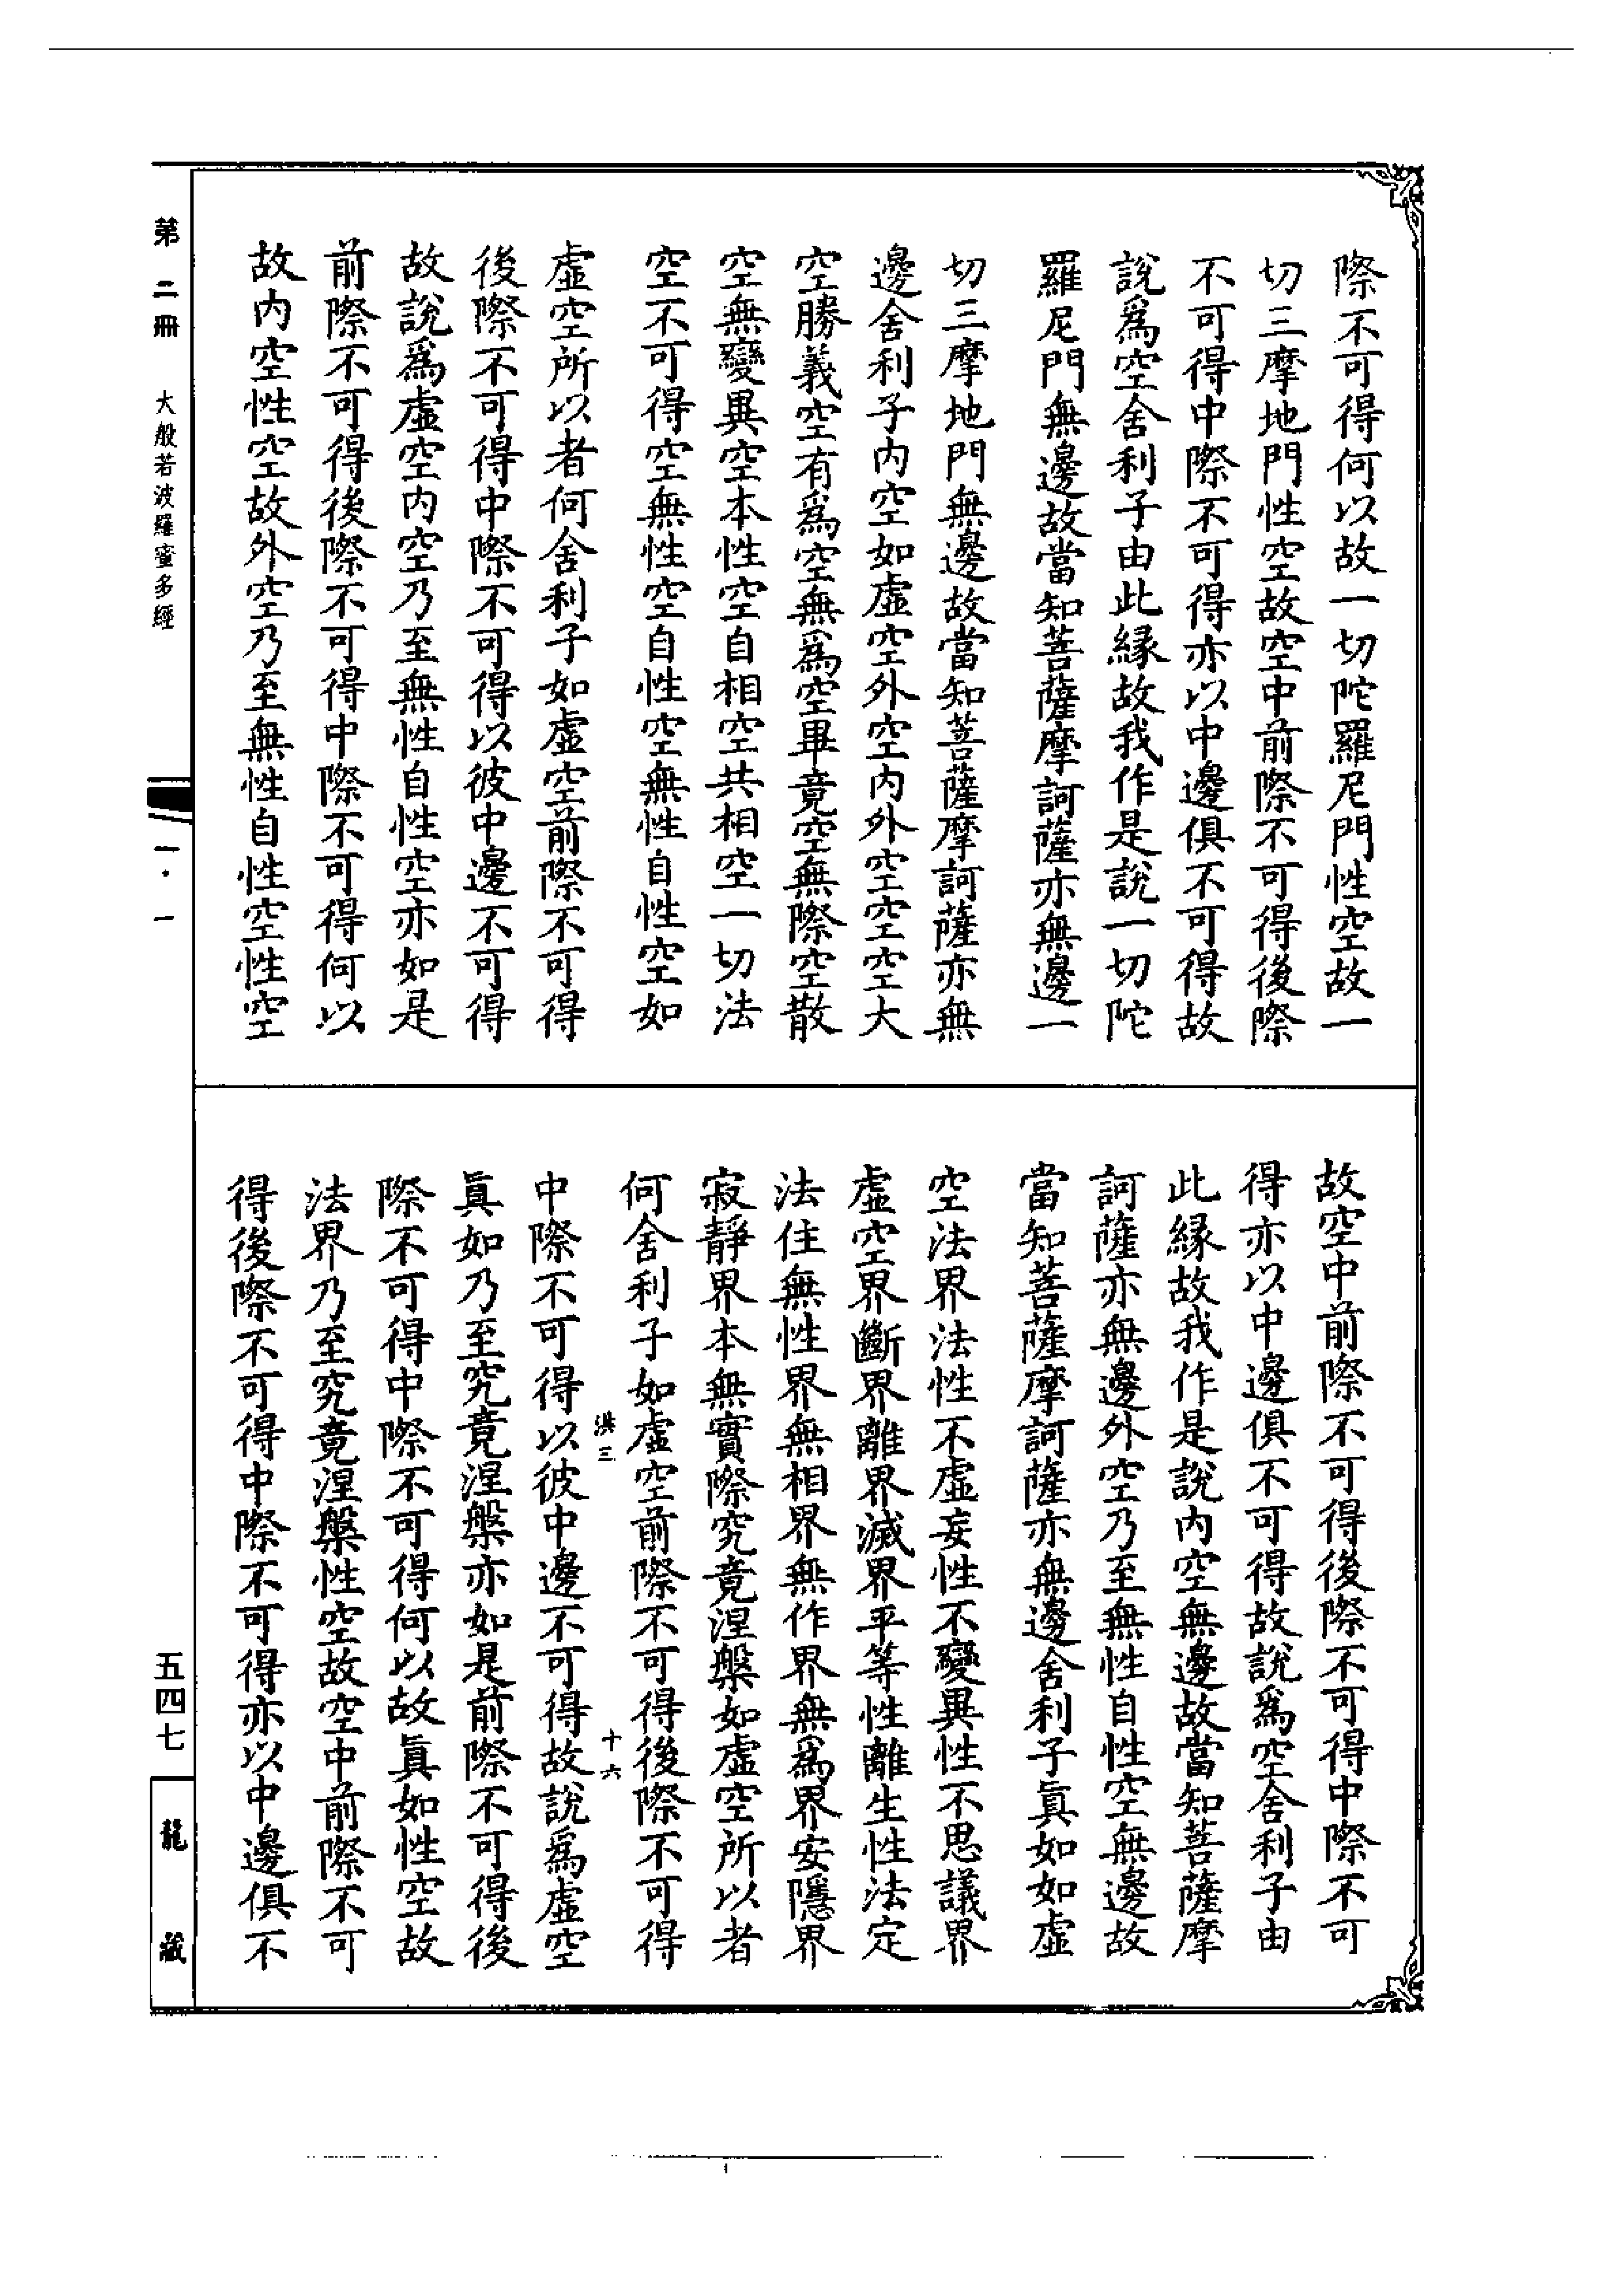 際不可得何以故一切陀羅尼門性空故一
切三摩地門性空故空中前際不可得後際
不可得中際不可得亦以中邊俱不可得故
說爲空舍利子由此緣故我作是說一切陀
羅尼門無邊故當知菩薩摩訶薩亦無邊一
切三摩地門無邊故當知菩薩摩訶薩亦無
邊舍利子內空如虛空外空內外空空空大
空勝義空有爲空無爲空畢竟空無際空散
空無變異空本性空自相空共相空一切法
空不可得空無性空自性空無性自性空如
虛空所以者何舍利子如虛空前際不可得
後際不可得中際不可得以彼中邊不可得
故說爲虛空內空乃至無性自性空亦如是
前際不可得後際不可得中際不可得何以
故內空性空故外空乃至無性自性空性空
故空中前際不可得後際不可得中際不可
得亦以中邊俱不可得故說爲空舍利子由
此緣故我作是說內空無邊故當知菩薩摩
訶薩亦無邊外空乃至無性自性空無邊故
當知菩薩摩訶薩亦無邊舍利子眞如如虛
空法界法性不虛妄性不變異性不思議界
虛空界斷界離界滅界平等性離生性法定
法住無性界無相界無作界無爲界安隱界
寂靜界本無實際究竟涅槃如虛空所以者
何舍利子如虛空前際不可得後際不可得
洪三
十六
中際不可得以彼中邊不可得故說爲虛空
眞如乃至究竟涅槃亦如是前際不可得後
際不可得中際不可得何以故眞如性空故
法界乃至究竟涅槃性空故空中前際不可
得後際不可得中際不可得亦以中邊俱不
第二冊
大般若波羅蜜多經
一·一
五四七
龍藏